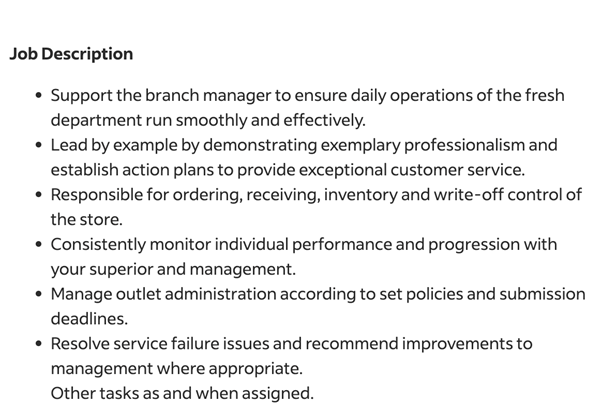 Job Description
• Support the branch manager to ensure daily operations of the fresh
department run smoothly and effectively.
• Lead by example by demonstrating exemplary professionalism and
establish action plans to provide exceptional customer service.
• Responsible for ordering, receiving, inventory and write-off control of
the store.
• Consistently monitor individual performance and progression with
your superior and management.
• Manage outlet administration according to set policies and submission
deadlines.
• Resolve service failure issues and recommend improvements to
management where appropriate.
Other tasks as and when assigned.